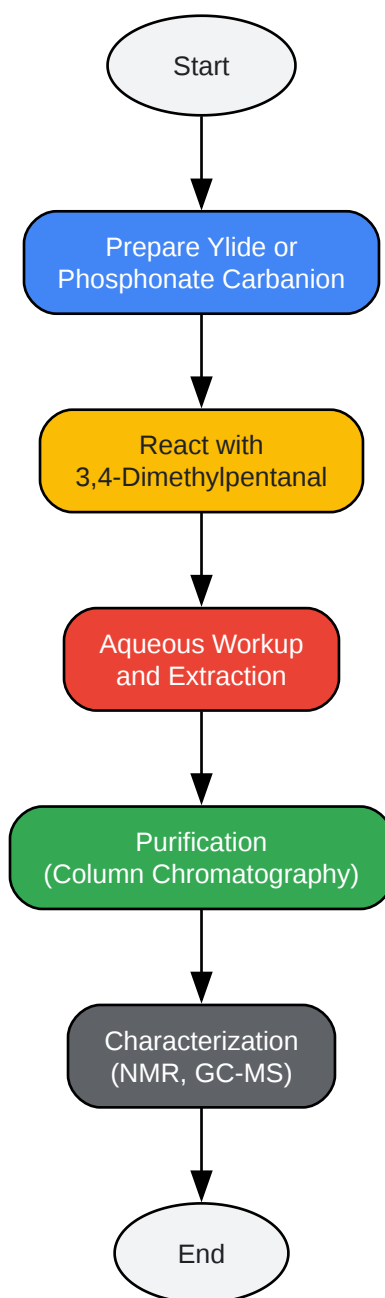 Start
Prepare Ylide or
Phosphonate Carbanion
React with
3,4-Dimethylpentanal
Aqueous Workup
and Extraction
Purification
(Column Chromatography)
Characterization
(NMR, GC-MS)
End